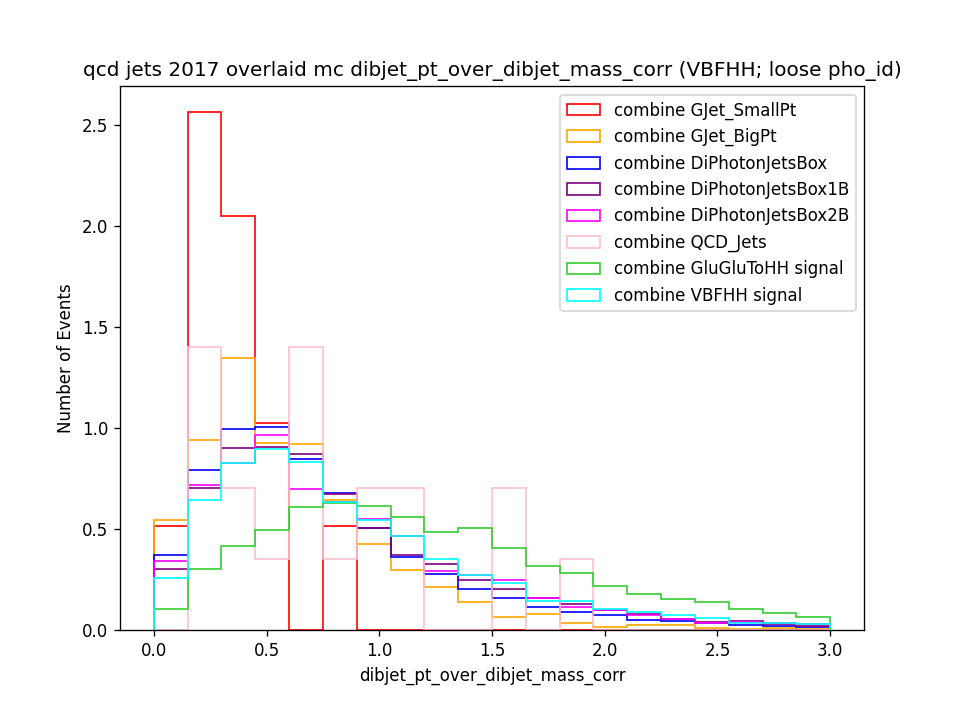 qcd jets 2017 overlaid mc dibjet_pt_over_dibjet_mass_corr (VBFHH; loose pho_id)
combine GJet_SmallPt
combine GJet_BigPt
combine DiPhotonJetsBox
combine DiPhotonJetsBox1B
combine DiPhotonJetsBox2B
combine QCD_Jets
combine GluGluToHH signal
combine VBFHH signal
Number of Events
2.5
2.0
1.5
1.0
0.5
0.0
0.0 0.5 1.0 1.5 2.0 2.5 3.0
dibjet_pt_over_dibjet_mass_corr